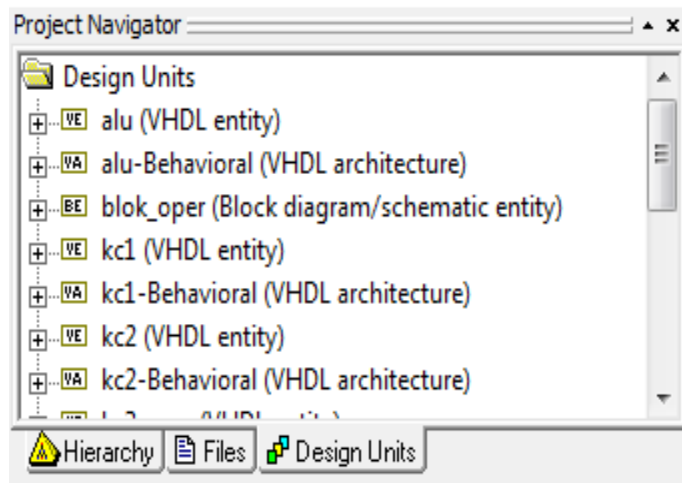 Project Navigator
Design Units
VE alu (VHDL entity)
VA alu-Behavioral (VHDL architecture)
BE blok_oper (Block diagram/schematic entity)
VE kc1 (VHDL entity)
VA kc1-Behavioral (VHDL architecture)
VE kc2 (VHDL entity)
VA kc2-Behavioral (VHDL architecture)
Hierarchy Files Design Units